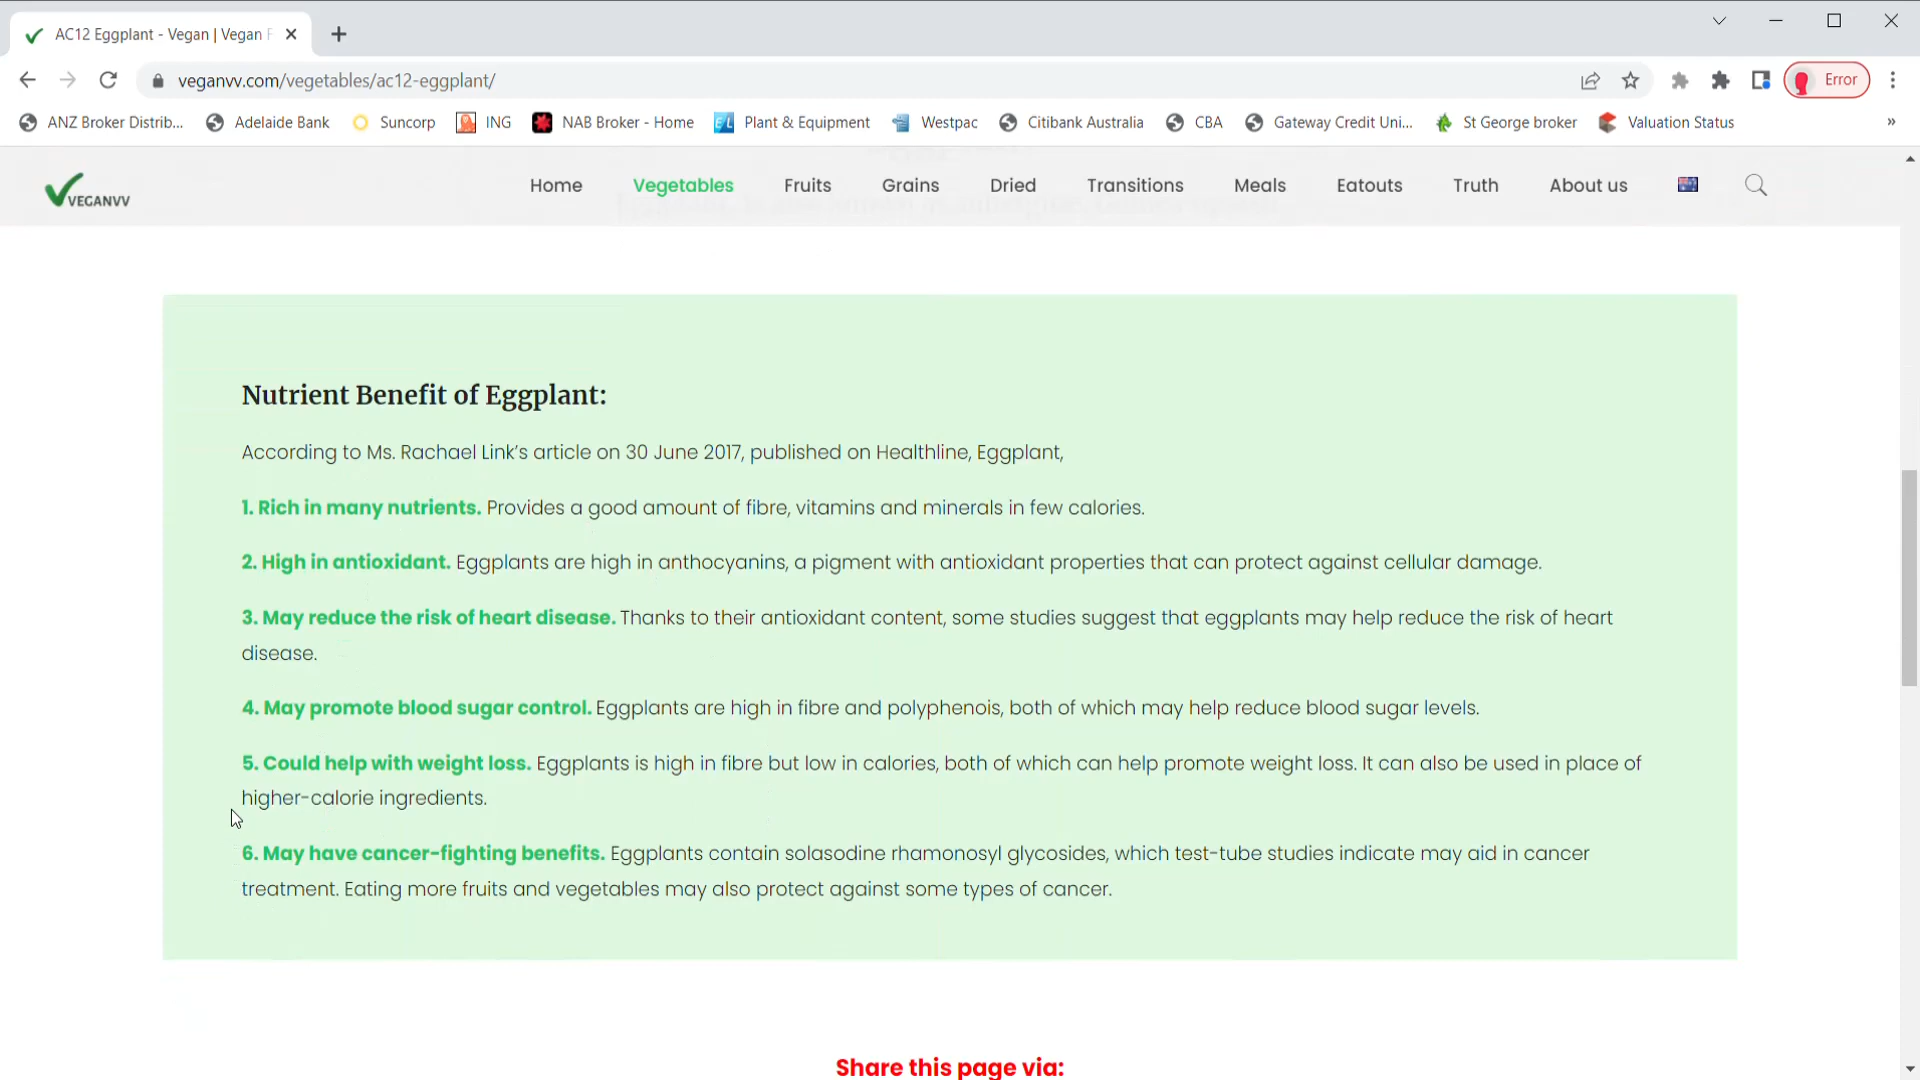 AC12 Eggplant - Vegan | Vegan F
veganvv.com/vegetables/ac12-eggplant/
Error
ANZ Broker Distrib... Adelaide Bank Suncorp ING NAB Broker - Home Plant & Equipment Westpac Citibank Australia CBA Gateway Credit Uni... St George broker Valuation Status »
VEGANVV Home Vegetables Fruits Grains Dried Transitions Meals Eatouts Truth About us
Nutrient Benefit of Eggplant:
According to Ms. Rachael Link’s article on 30 June 2017, published on Healthline, Eggplant,
1. Rich in many nutrients. Provides a good amount of fibre, vitamins and minerals in few calories.
2. High in antioxidant. Eggplants are high in anthocyanins, a pigment with antioxidant properties that can protect against cellular damage.
3. May reduce the risk of heart disease. Thanks to their antioxidant content, some studies suggest that eggplants may help reduce the risk of heart
disease.
4. May promote blood sugar control. Eggplants are high in fibre and polyphenois, both of which may help reduce blood sugar levels.
5. Could help with weight loss. Eggplants is high in fibre but low in calories, both of which can help promote weight loss. It can also be used in place of
higher-calorie ingredients.
6. May have cancer-fighting benefits. Eggplants contain solasodine rhamonosyl glycosides, which test-tube studies indicate may aid in cancer
treatment. Eating more fruits and vegetables may also protect against some types of cancer.
Share this page via: